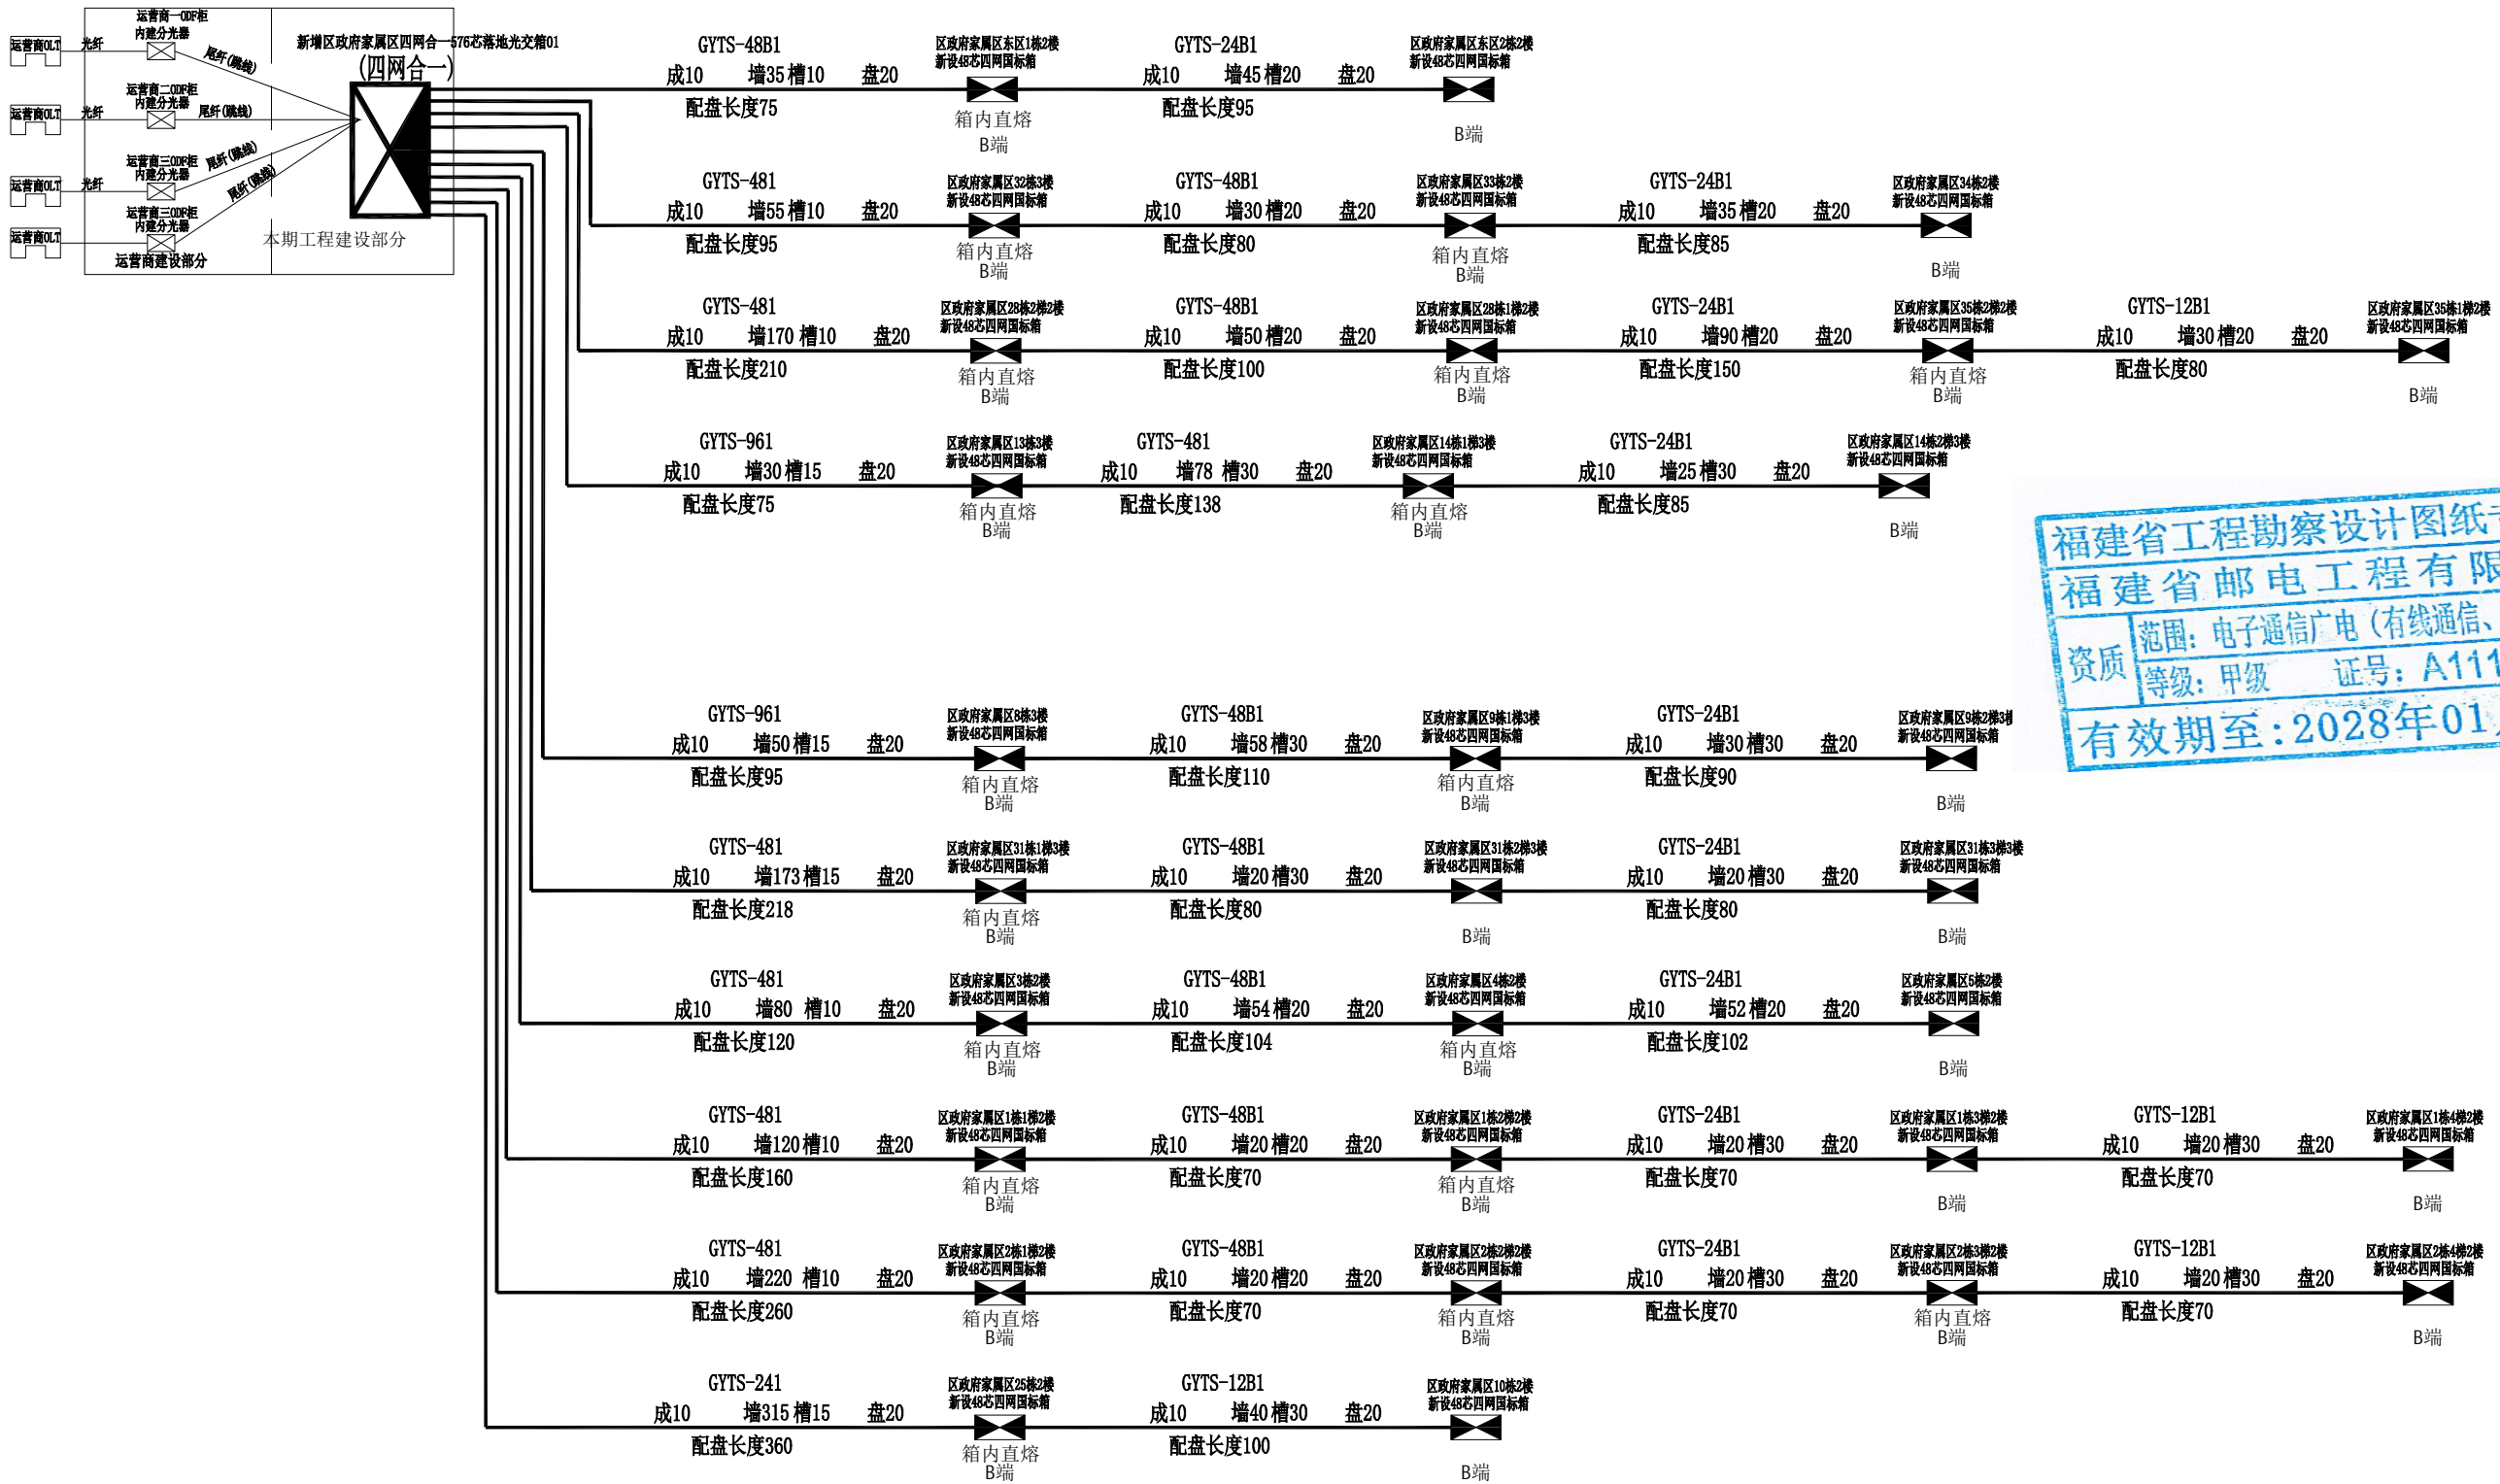 运营商一ODF柜
内建分光器
运营商OLT
光纤
尾纤(跳线)
运营商二ODF柜
内建分光器
运营商OLT
光纤
尾纤(跳线)
运营商三ODF柜
内建分光器
运营商OLT
光纤
尾纤(跳线)
运营商三ODF柜
内建分光器
运营商OLT
尾纤(跳线)
运营商建设部分
本期工程建设部分
新增区政府家属区四网合一576芯落地光交箱01
(四网合一)
GYTS-48B1
成10 墙35 槽10 盘20
配盘长度75
区政府家属区东区1栋2楼
新设48芯四网国标箱
箱内直熔
B端
GYTS-24B1
成10 墙45 槽20 盘20
配盘长度95
区政府家属区东区2栋2楼
新设48芯四网国标箱
B端
GYTS-481
成10 墙55 槽10 盘20
配盘长度95
区政府家属区32栋3楼
新设48芯四网国标箱
箱内直熔
B端
GYTS-48B1
成10 墙30 槽20 盘20
配盘长度80
区政府家属区33栋2楼
新设48芯四网国标箱
箱内直熔
B端
GYTS-24B1
成10 墙35 槽20 盘20
配盘长度85
区政府家属区34栋2楼
新设48芯四网国标箱
B端
GYTS-481
成10 墙170 槽10 盘20
配盘长度210
区政府家属区28栋2梯2楼
新设48芯四网国标箱
箱内直熔
B端
GYTS-48B1
成10 墙50 槽20 盘20
配盘长度100
区政府家属区28栋1梯2楼
新设48芯四网国标箱
箱内直熔
B端
GYTS-24B1
成10 墙90 槽20 盘20
配盘长度150
区政府家属区35栋2梯2楼
新设48芯四网国标箱
箱内直熔
B端
GYTS-12B1
成10 墙30 槽20 盘20
配盘长度80
区政府家属区35栋1梯2楼
新设48芯四网国标箱
B端
GYTS-961
成10 墙30 槽15 盘20
配盘长度75
区政府家属区13栋3楼
新设48芯四网国标箱
箱内直熔
B端
GYTS-481
成10 墙78 槽30 盘20
配盘长度138
区政府家属区14栋1梯3楼
新设48芯四网国标箱
箱内直熔
B端
GYTS-24B1
成10 墙25 槽30 盘20
配盘长度85
区政府家属区14栋2梯3楼
新设48芯四网国标箱
B端
福建省工程勘察设计图纸
福建省邮电工程有限
资质
范围：电子通信广电（有线通信、
等级：甲级 证号：A111
有效期至：2028年01
GYTS-961
成10 墙50 槽15 盘20
配盘长度95
区政府家属区8栋3楼
新设48芯四网国标箱
箱内直熔
B端
GYTS-48B1
成10 墙58 槽30 盘20
配盘长度110
区政府家属区9栋1梯3楼
新设48芯四网国标箱
箱内直熔
B端
GYTS-24B1
成10 墙30 槽30 盘20
配盘长度90
区政府家属区9栋2梯3楼
新设48芯四网国标箱
B端
GYTS-481
成10 墙173 槽15 盘20
配盘长度218
区政府家属区31栋1梯3楼
新设48芯四网国标箱
箱内直熔
B端
GYTS-48B1
成10 墙20 槽30 盘20
配盘长度80
区政府家属区31栋2梯3楼
新设48芯四网国标箱
B端
GYTS-24B1
成10 墙20 槽30 盘20
配盘长度80
区政府家属区31栋3梯3楼
新设48芯四网国标箱
B端
GYTS-481
成10 墙80 槽10 盘20
配盘长度120
区政府家属区3栋2楼
新设48芯四网国标箱
箱内直熔
B端
GYTS-48B1
成10 墙54 槽20 盘20
配盘长度104
区政府家属区4栋2楼
新设48芯四网国标箱
箱内直熔
B端
GYTS-24B1
成10 墙52 槽20 盘20
配盘长度102
区政府家属区5栋2楼
新设48芯四网国标箱
B端
GYTS-481
成10 墙120 槽10 盘20
配盘长度160
区政府家属区1栋1梯2楼
新设48芯四网国标箱
箱内直熔
B端
GYTS-48B1
成10 墙20 槽20 盘20
配盘长度70
区政府家属区1栋2梯2楼
新设48芯四网国标箱
箱内直熔
B端
GYTS-24B1
成10 墙20 槽30 盘20
配盘长度70
区政府家属区1栋3梯2楼
新设48芯四网国标箱
B端
GYTS-12B1
成10 墙20 槽30 盘20
配盘长度70
区政府家属区1栋4梯2楼
新设48芯四网国标箱
B端
GYTS-481
成10 墙220 槽10 盘20
配盘长度260
区政府家属区2栋1梯2楼
新设48芯四网国标箱
箱内直熔
B端
GYTS-48B1
成10 墙20 槽20 盘20
配盘长度70
区政府家属区2栋2梯2楼
新设48芯四网国标箱
箱内直熔
B端
GYTS-24B1
成10 墙20 槽30 盘20
配盘长度70
区政府家属区2栋3梯2楼
新设48芯四网国标箱
箱内直熔
B端
GYTS-12B1
成10 墙20 槽30 盘20
配盘长度70
区政府家属区2栋4梯2楼
新设48芯四网国标箱
B端
GYTS-241
成10 墙315 槽15 盘20
配盘长度360
区政府家属区25栋2楼
新设48芯四网国标箱
箱内直熔
B端
GYTS-12B1
成10 墙40 槽30 盘20
配盘长度100
区政府家属区10栋2楼
新设48芯四网国标箱
B端